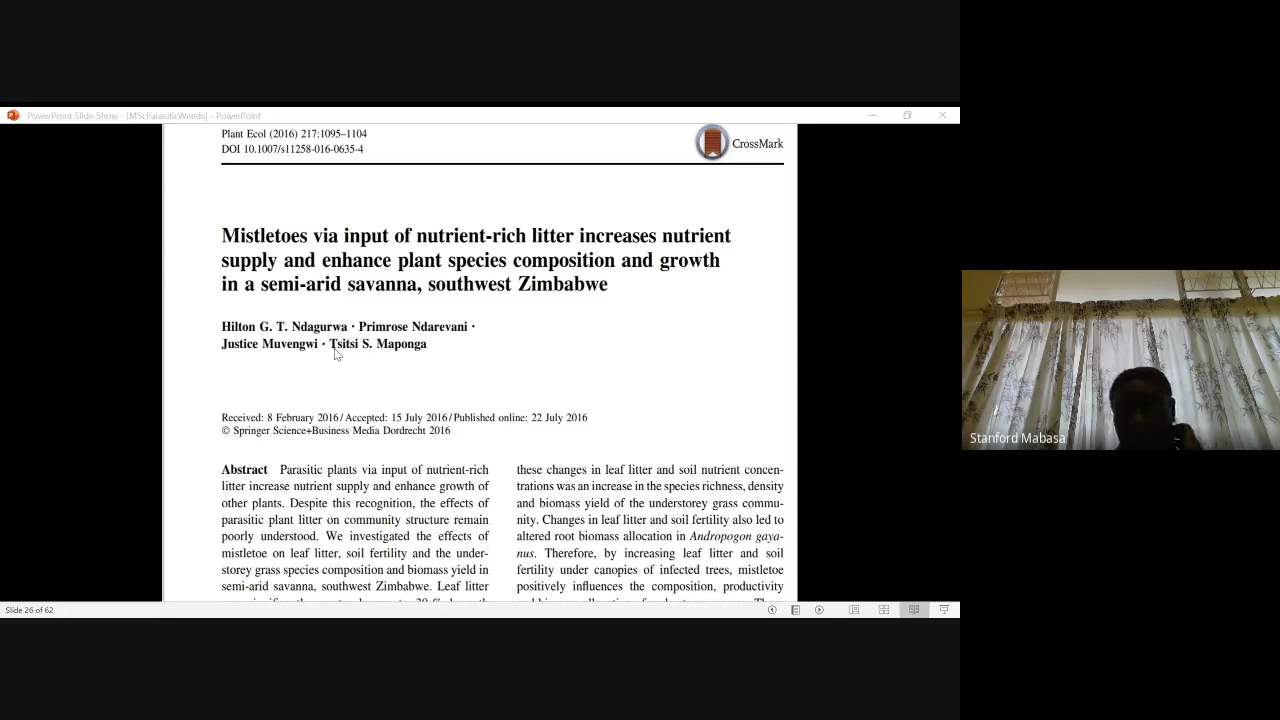 PowerPoint Slide Show - [MScParasiticWeeds] - PowerPoint
Plant Ecol (2016) 217:1095–1104
DOI 10.1007/s11258-016-0635-4
CrossMark
Mistletoes via input of nutrient-rich litter increases nutrient
supply and enhance plant species composition and growth
in a semi-arid savanna, southwest Zimbabwe
Hilton G. T. Ndagurwa · Primrose Ndarevani ·
Justice Muvengwi · Tsitsi S. Maponga
Received: 8 February 2016 / Accepted: 15 July 2016 / Published online: 22 July 2016
© Springer Science+Business Media Dordrecht 2016
Abstract Parasitic plants via input of nutrient-rich
litter increase nutrient supply and enhance growth of
other plants. Despite this recognition, the effects of
parasitic plant litter on community structure remain
poorly understood. We investigated the effects of
mistletoe on leaf litter, soil fertility and the under-
storey grass species composition and biomass yield in
semi-arid savanna, southwest Zimbabwe. Leaf litter
these changes in leaf litter and soil nutrient concen-
trations was an increase in the species richness, density
and biomass yield of the understorey grass commu-
nity. Changes in leaf litter and soil fertility also led to
altered root biomass allocation in Andropogon gaya-
nus. Therefore, by increasing leaf litter and soil
fertility under canopies of infected trees, mistletoe
positively influences the composition, productivity
Slide 26 of 62
Stanford Mabasa